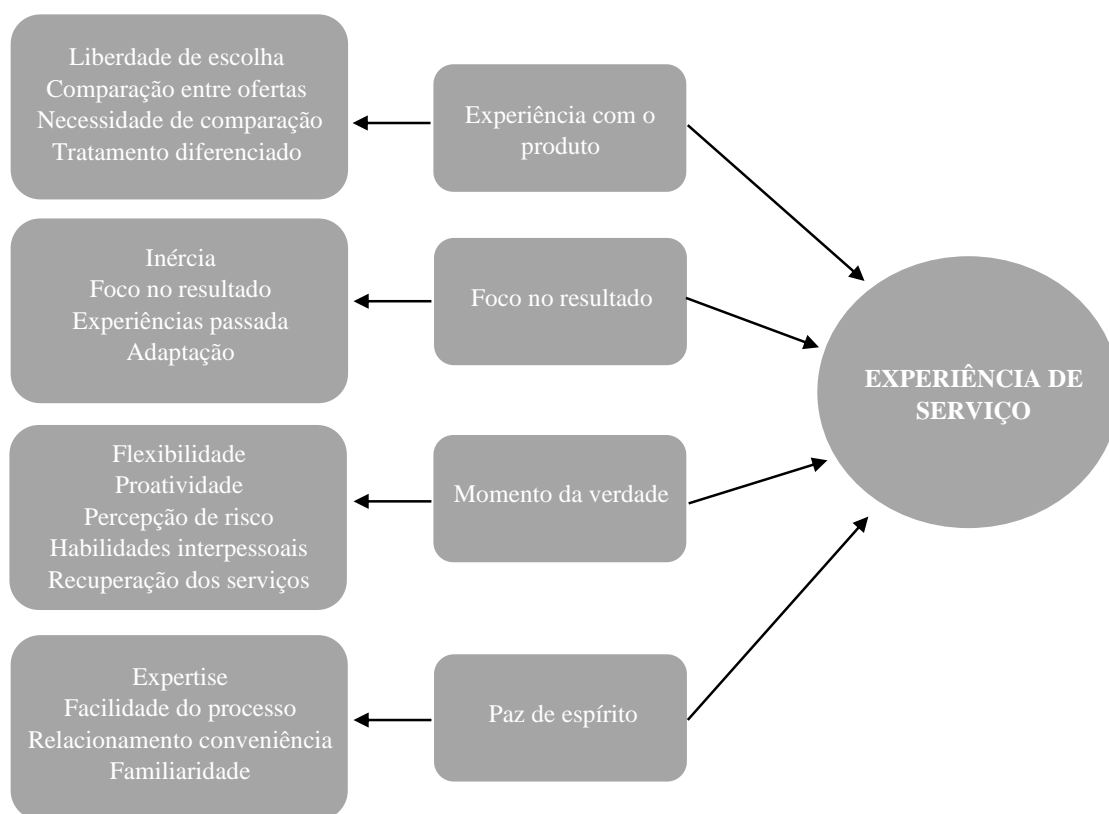 Liberdade de escolha
Comparação entre ofertas
Necessidade de comparação
Tratamento diferenciado
Experiência com o
produto
Inércia
Foco no resultado
Experiências passada
Adaptação
Foco no resultado
EXPERIÊNCIA DE
SERVIÇO
Flexibilidade
Proatividade
Percepção de risco
Habilidades interpessoais
Recuperação dos serviços
Momento da verdade
Expertise
Facilidade do processo
Relacionamento conveniência
Familiaridade
Paz de espírito